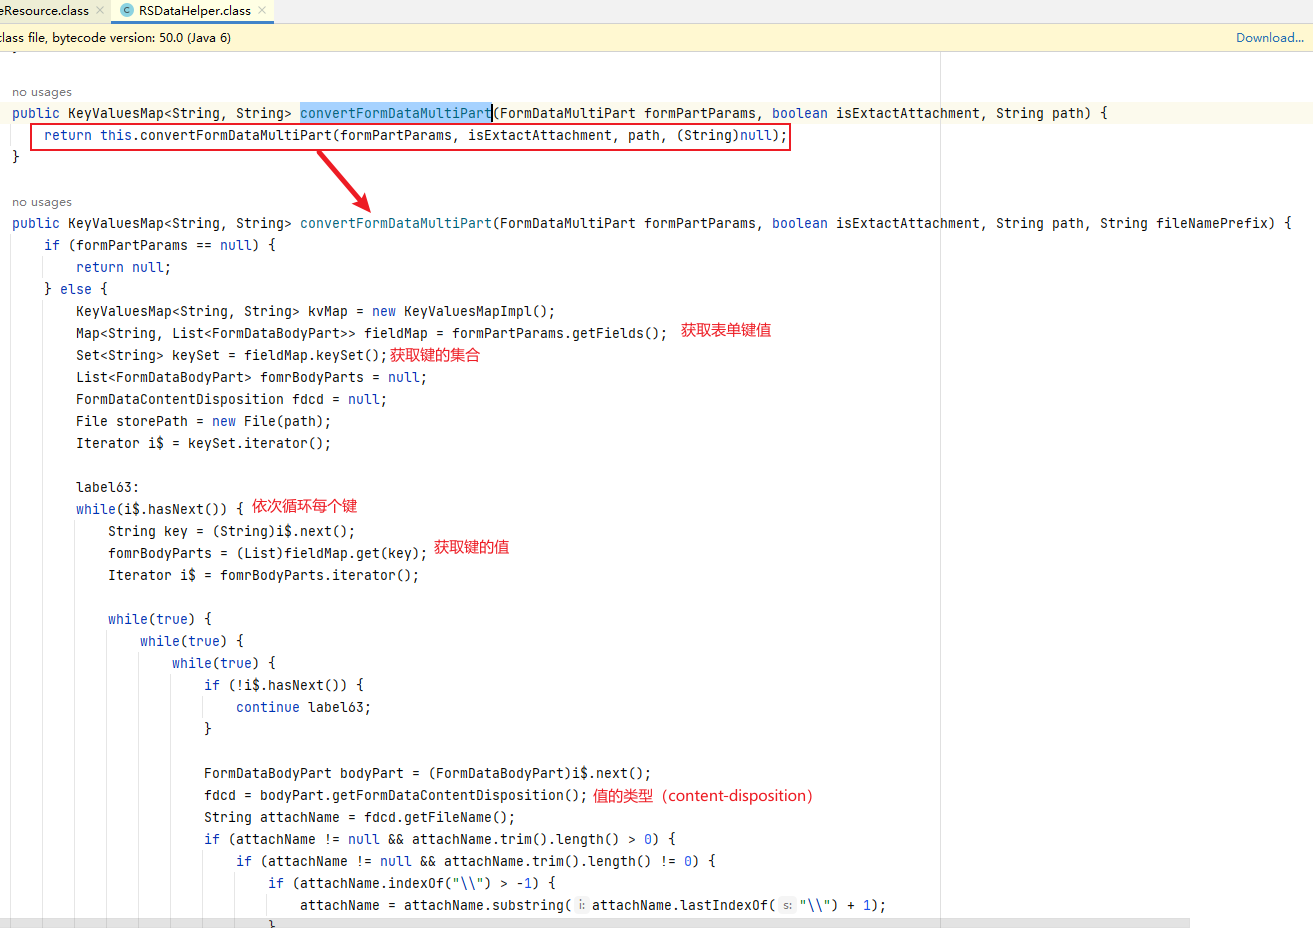 eResource.class × RSDataHelper.class ×
class file, bytecode version: 50.0 (Java 6) Download...
no usages
public KeyValuesMap<String, String> convertFormDataMultiPart(FormDataMultiPart formPartParams, boolean isExtactAttachment, String path) {
return this.convertFormDataMultiPart(formPartParams, isExtactAttachment, path, (String)null);
}
no usages
public KeyValuesMap<String, String> convertFormDataMultiPart(FormDataMultiPart formPartParams, boolean isExtactAttachment, String path, String fileNamePrefix) {
if (formPartParams == null) {
return null;
} else {
KeyValuesMap<String, String> kvMap = new KeyValuesMapImpl();
Map<String, List<FormDataBodyPart>> fieldMap = formPartParams.getFields(); 获取表单键值
Set<String> keySet = fieldMap.keySet(); 获取键的集合
List<FormDataBodyPart> fomrBodyParts = null;
FormDataContentDisposition fdcd = null;
File storePath = new File(path);
Iterator i$ = keySet.iterator();
label63:
while(i$.hasNext()) { 依次循环每个键
String key = (String)i$.next();
fomrBodyParts = (List)fieldMap.get(key); 获取键的值
Iterator i$ = fomrBodyParts.iterator();
while(true) {
while(true) {
while(true) {
if (!i$.hasNext()) {
continue label63;
}
FormDataBodyPart bodyPart = (FormDataBodyPart)i$.next();
fdcd = bodyPart.getFormDataContentDisposition(); 值的类型（content-disposition）
String attachName = fdcd.getFileName();
if (attachName != null && attachName.trim().length() > 0) {
if (attachName != null && attachName.trim().length() != 0) {
if (attachName.indexOf("\\") > -1) {
attachName = attachName.substring( i: attachName.lastIndexOf( s: "\\") + 1);
}